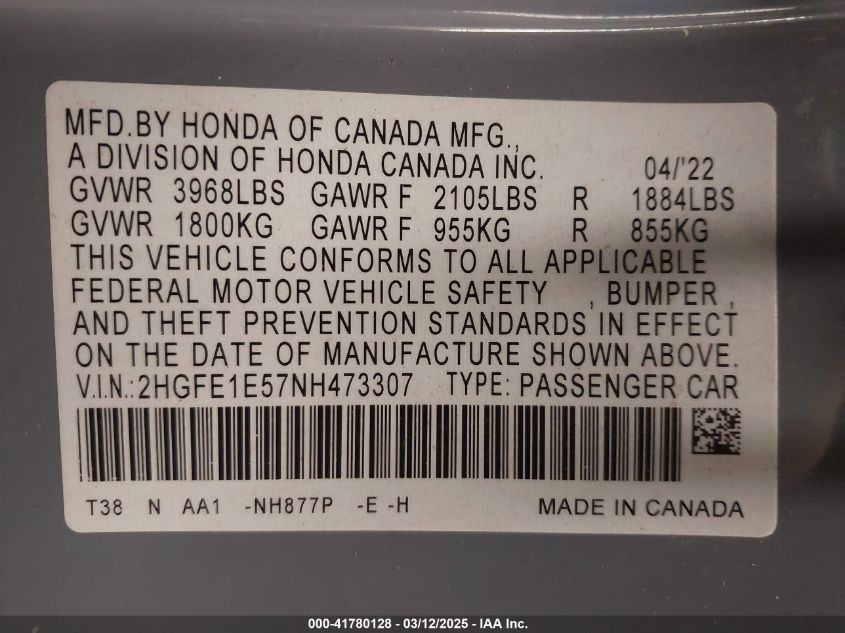 MFD.BY HONDA OF CANADA MFG.,
A DIVISION OF HONDA CANADA INC. 04/'22
GVWR 3968LBS GAWR F 2105LBS R 1884LBS
GVWR 1800KG GAWR F 955KG R 855KG
THIS VEHICLE CONFORMS TO ALL APPLICABLE
FEDERAL MOTOR VEHICLE SAFETY , BUMPER ,
AND THEFT PREVENTION STANDARDS IN EFFECT
ON THE DATE OF MANUFACTURE SHOWN ABOVE.
V.I.N.:2HGFE1E57NH473307 TYPE: PASSENGER CAR
T38 N AA1 -NH877P -E -H MADE IN CANADA
000-41780128 - 03/12/2025 - IAA Inc.